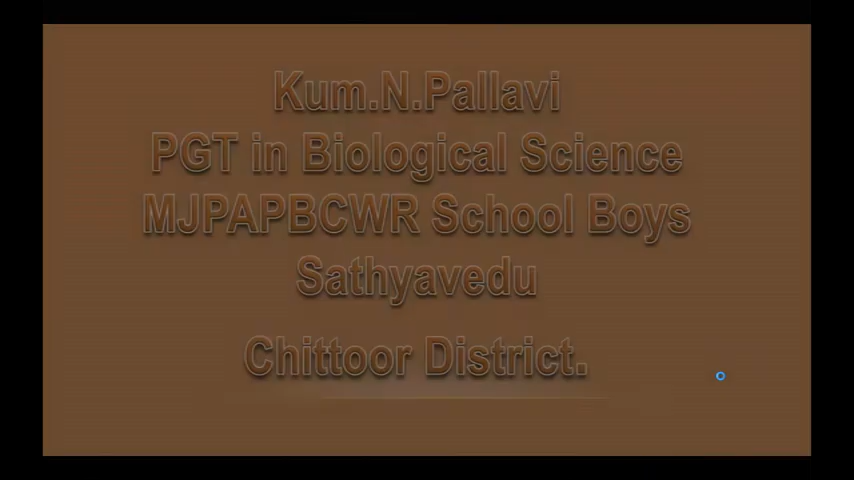 Kum.N.Pallavi
PGT in Biological Science
MJPAPBCWR School Boys
Sathyavedu
Chittoor District.